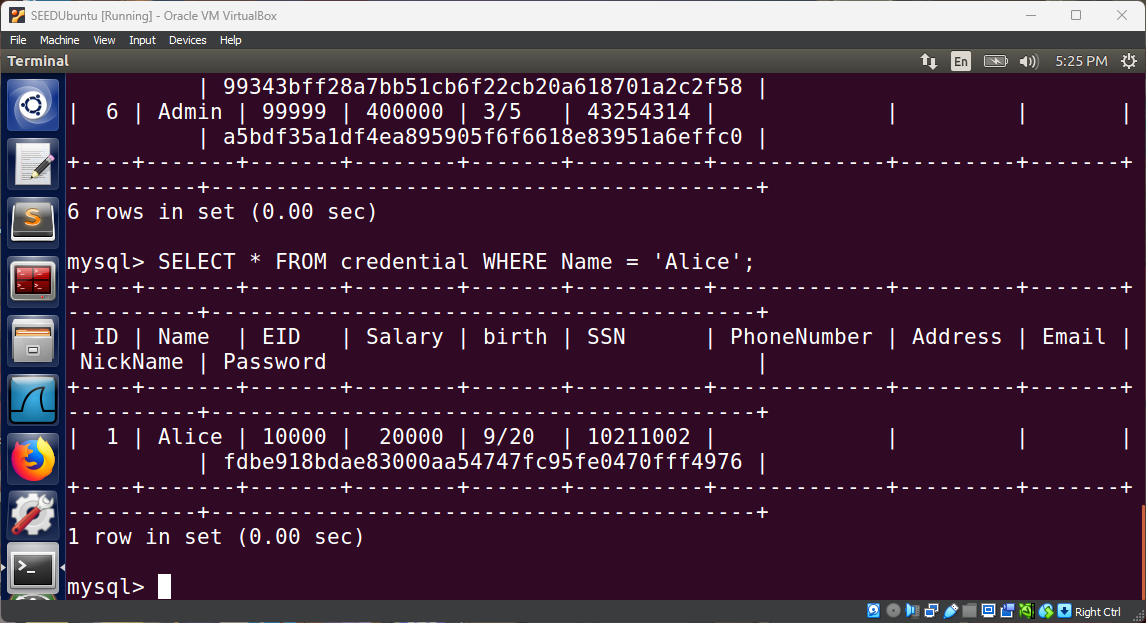 SEEDUbuntu [Running] - Oracle VM VirtualBox
File Machine View Input Devices Help
Terminal En 5:25 PM
| 99343bff28a7bb51cb6f22cb20a618701a2c2f58 |
| 6 | Admin | 99999 | 400000 | 3/5 | 43254314 | | | |
| a5bdf35a1df4ea895905f6f6618e83951a6effc0 |
+----+-------+-------+--------+-------+----------+-------------+---------+-------+
----------+------------------------------------------+
6 rows in set (0.00 sec)
mysql> SELECT * FROM credential WHERE Name = 'Alice';
+----+-------+-------+--------+-------+----------+-------------+---------+-------+
----------+------------------------------------------+
| ID | Name | EID | Salary | birth | SSN | PhoneNumber | Address | Email |
NickName | Password |
+----+-------+-------+--------+-------+----------+-------------+---------+-------+
----------+------------------------------------------+
| 1 | Alice | 10000 | 20000 | 9/20 | 10211002 | | | |
| fdbe918bdae83000aa54747fc95fe0470fff4976 |
+----+-------+-------+--------+-------+----------+-------------+---------+-------+
----------+------------------------------------------+
1 row in set (0.00 sec)
mysql>
Right Ctrl